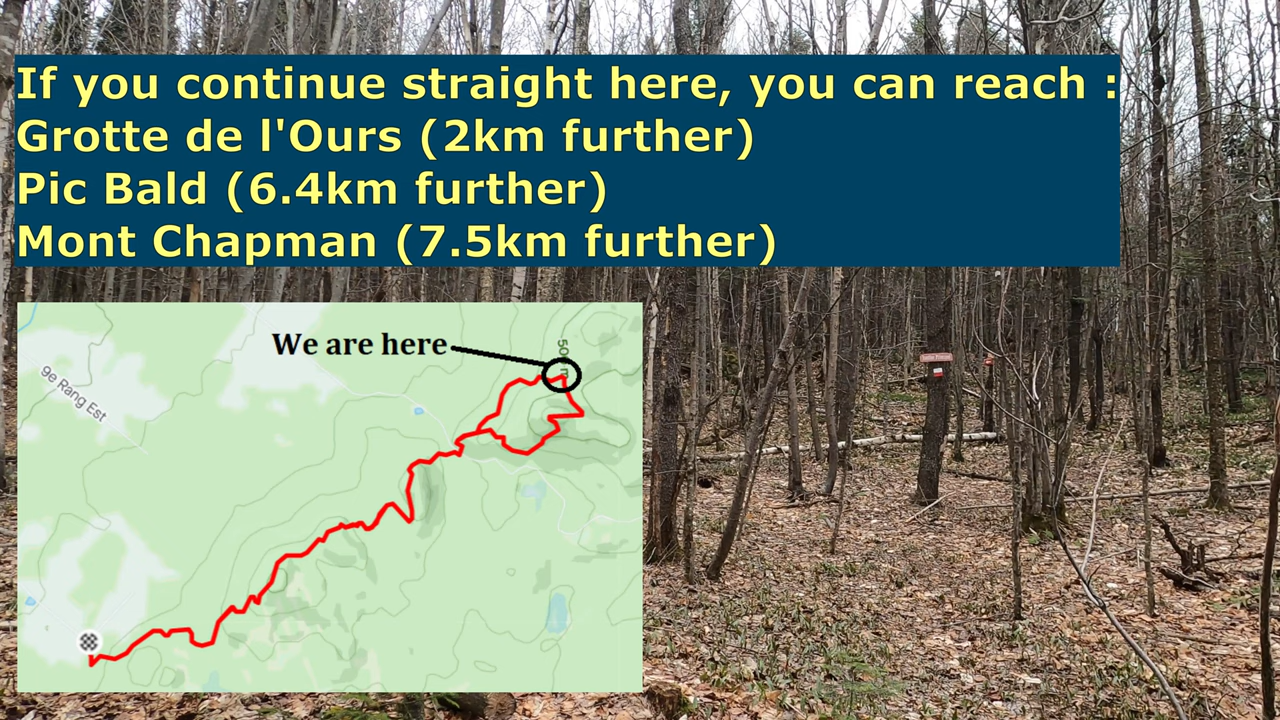 If you continue straight here, you can reach :
Grotte de l'Ours (2km further)
Pic Bald (6.4km further)
Mont Chapman (7.5km further)
We are here
9e Rang Est